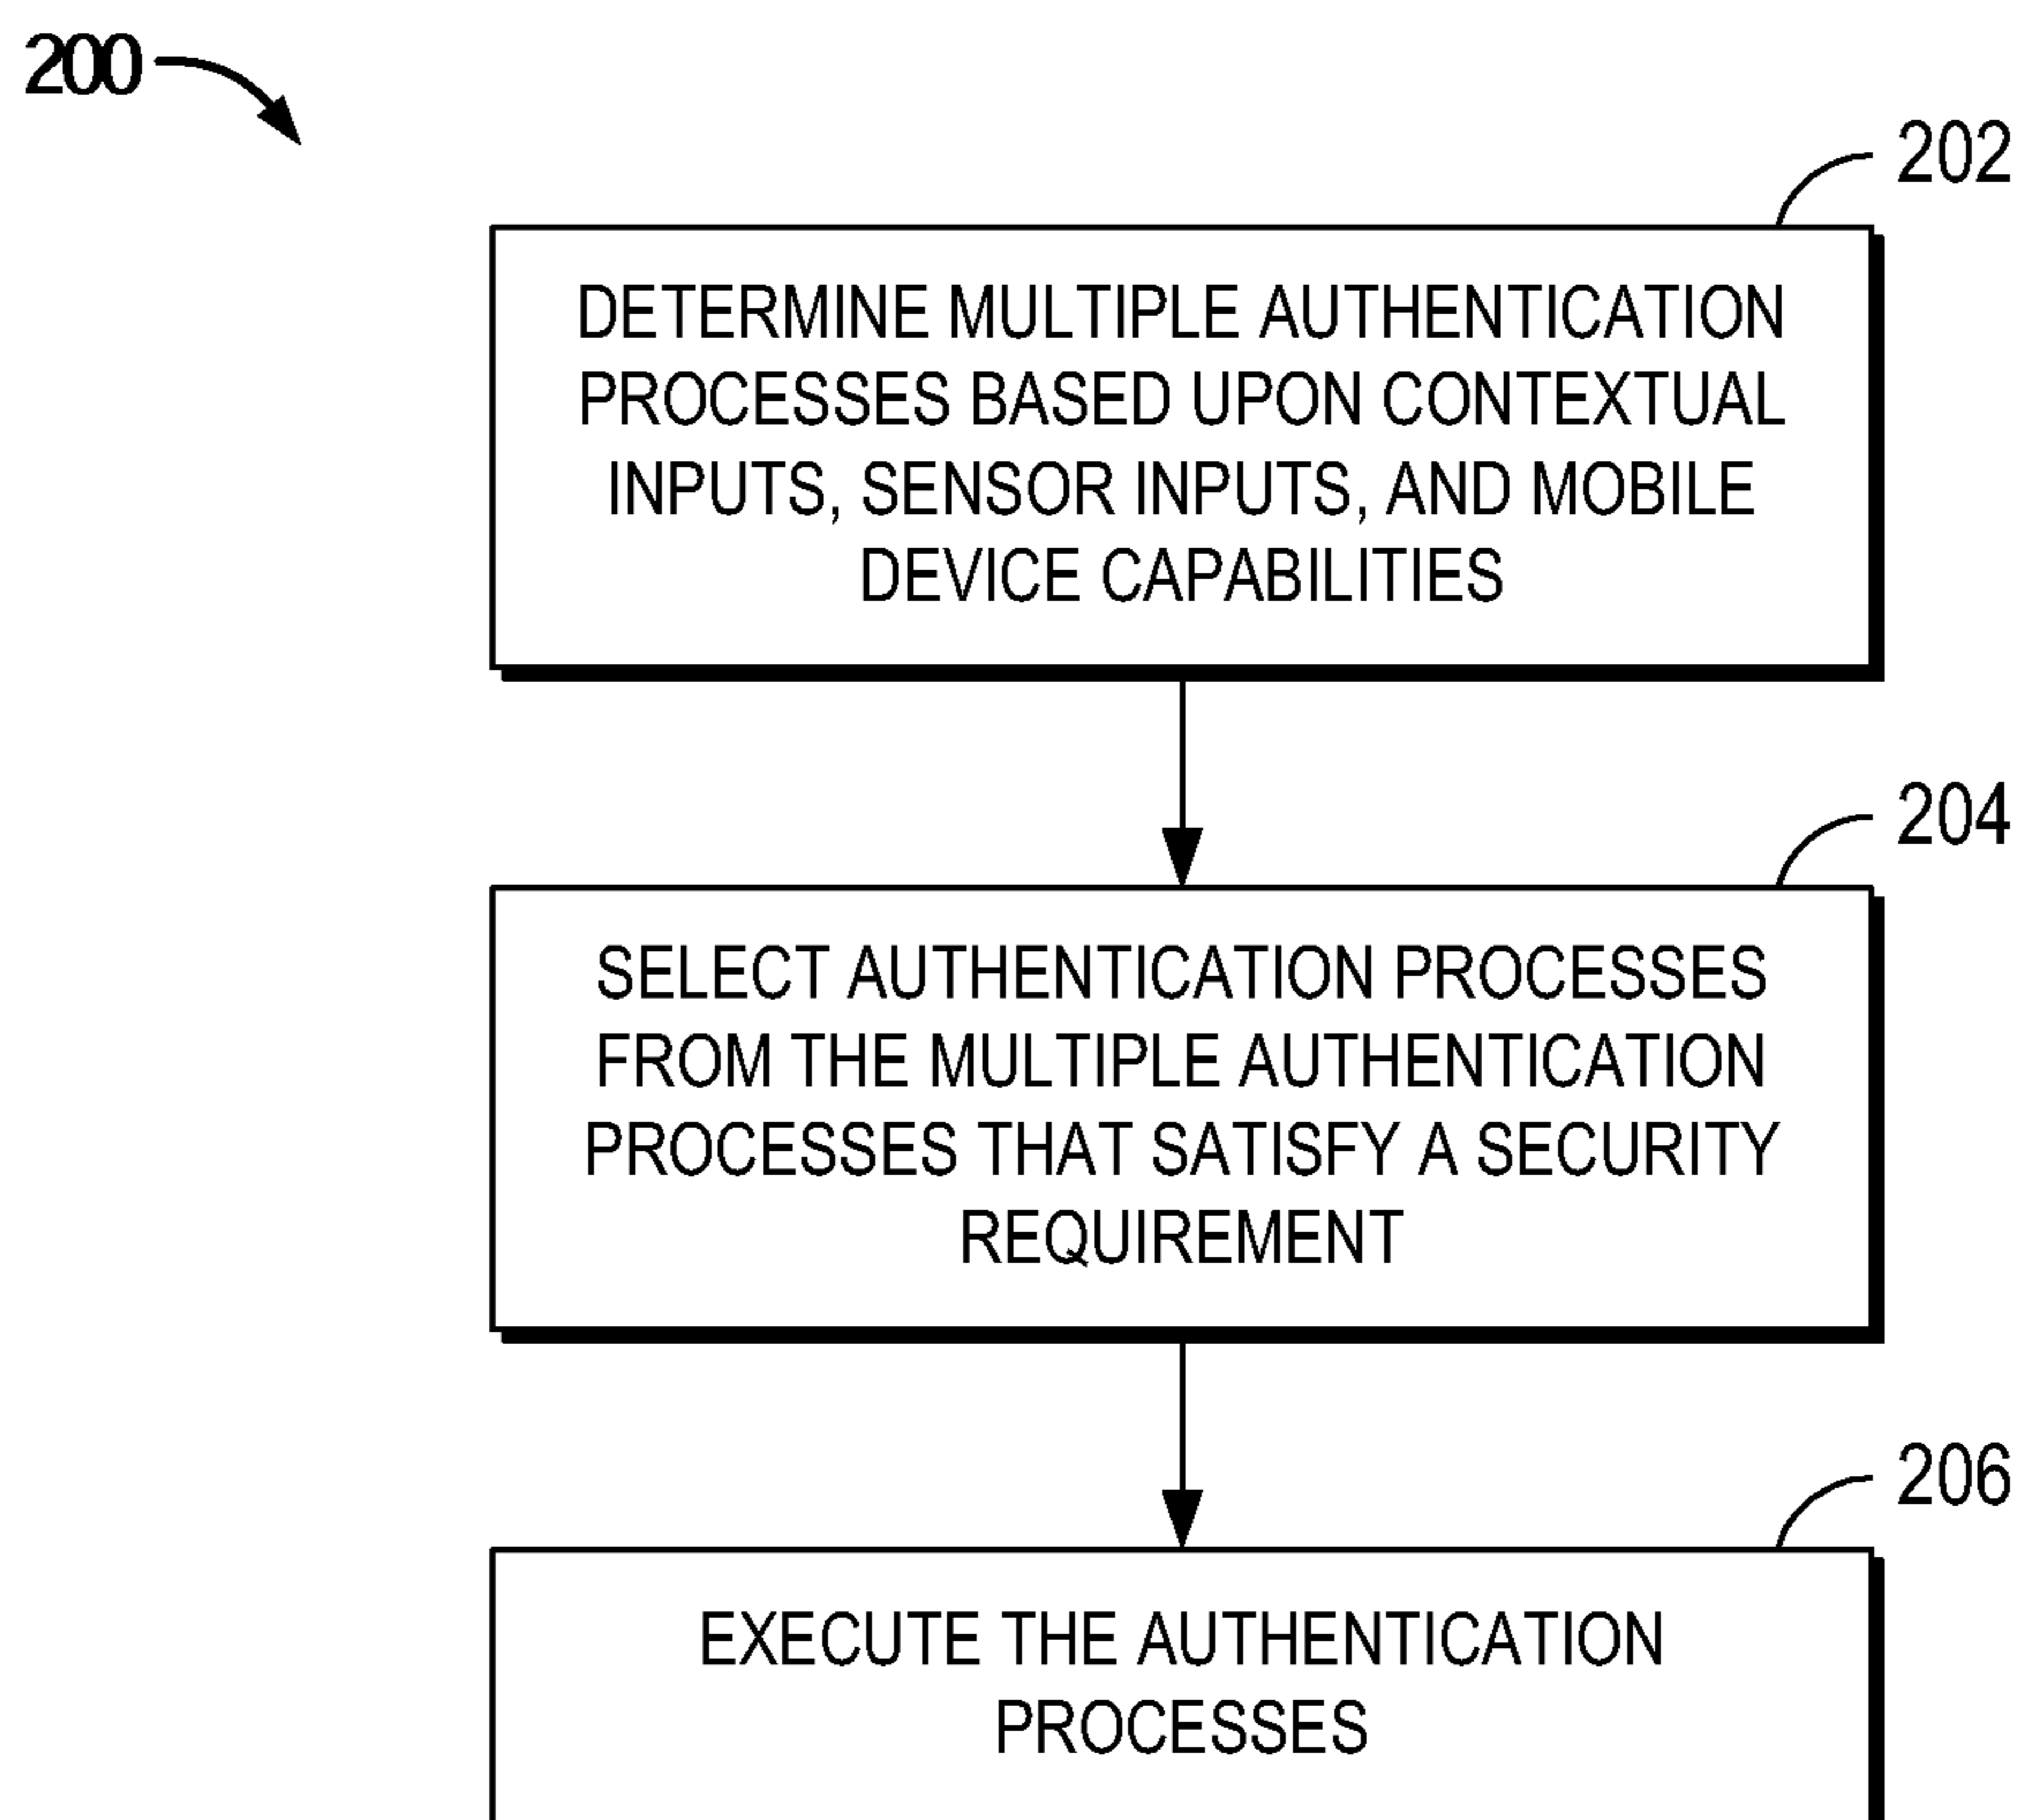 200
202
DETERMINE MULTIPLE AUTHENTICATION
PROCESSES BASED UPON CONTEXTUAL
INPUTS, SENSOR INPUTS, AND MOBILE
DEVICE CAPABILITIES
204
SELECT AUTHENTICATION PROCESSES
FROM THE MULTIPLE AUTHENTICATION
PROCESSES THAT SATISFY A SECURITY
REQUIREMENT
206
EXECUTE THE AUTHENTICATION
PROCESSES